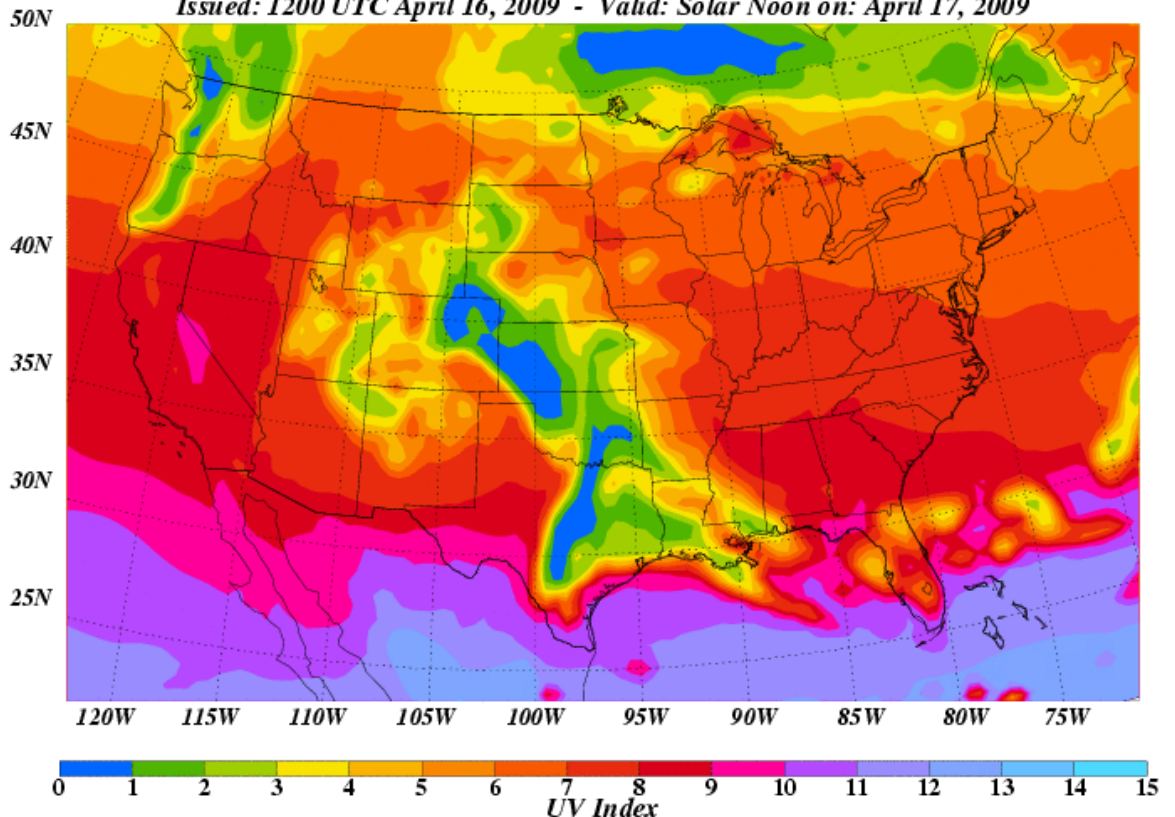 Issued: 1200 UTC April 16, 2009 - Valid: Solar Noon on: April 17, 2009
50N
45N
40N
35N
30N
25N
120W 115W 110W 105W 100W 95W 90W 85W 80W 75W
0 1 2 3 4 5 6 7 8 9 10 11 12 13 14 15
UV Index